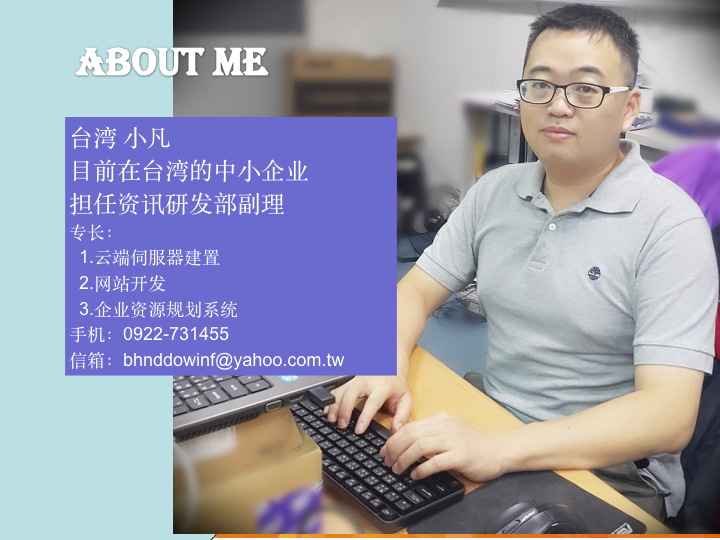 ABOUT ME
台湾 小凡
目前在台湾的中小企业
担任资讯研发部副理
专长：
1.云端伺服器建置
2.网站开发
3.企业资源规划系统
手机：0922-731455
信箱：bhnddowinf@yahoo.com.tw